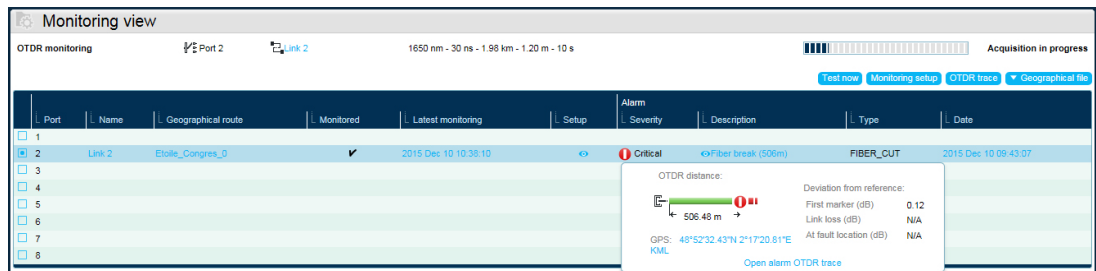 Monitoring view
OTDR monitoring Port 2 Link 2 1650 nm - 30 ns - 1.98 km - 1.20 m - 10 s Acquisition in progress
Test now Monitoring setup OTDR trace Geographical file
Alarm
Port Name Geographical route Monitored Latest monitoring Setup Severity Description Type Date
1
2 Link 2 Etoile_Congres_0 2015 Dec 10 10:36:10 Critical Fiber break (506m) FIBER_CUT 2015 Dec 10 09:43:07
3
4
5
6
7
8
OTDR distance:
506.48 m
GPS: 48°52'32.43"N 2°17'20.81"E
KML
Deviation from reference:
First marker (dB) 0.12
Link loss (dB) N/A
At fault location (dB) N/A
Open alarm OTDR trace